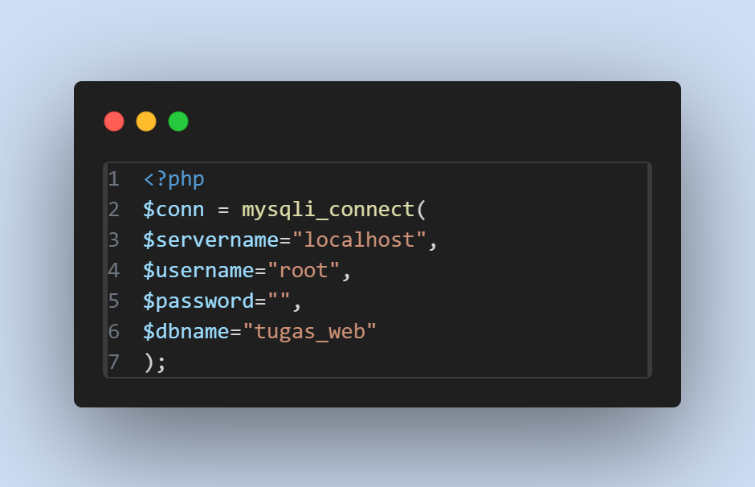 1 <?php
2 $conn = mysqli_connect(
3 $servername="localhost",
4 $username="root",
5 $password="",
6 $dbname="tugas_web"
7 );